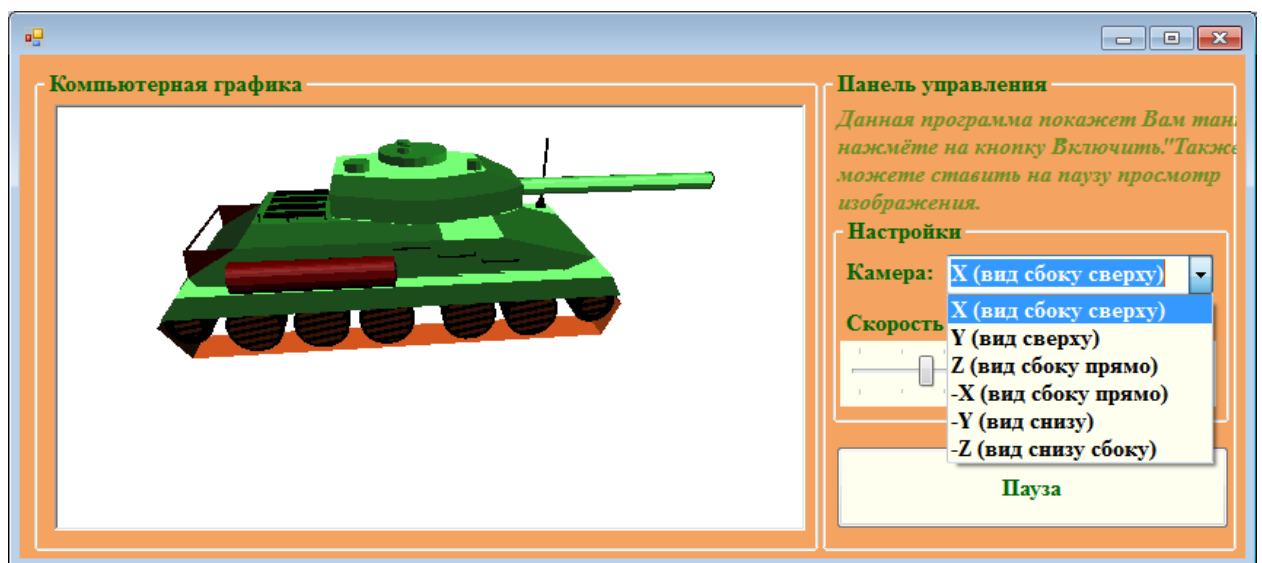 Компьютерная графика
Панель управления
Данная программа покажет Вам
нажмёте на кнопку Включить."Также
можете ставить на паузу просмотр
изображения.
Настройки
Камера: X (вид сбоку сверху)
X (вид сбоку сверху)
Скорость
Y (вид сверху)
Z (вид сбоку прямо)
-X (вид сбоку прямо)
-Y (вид снизу)
-Z (вид снизу сбоку)
Пауза